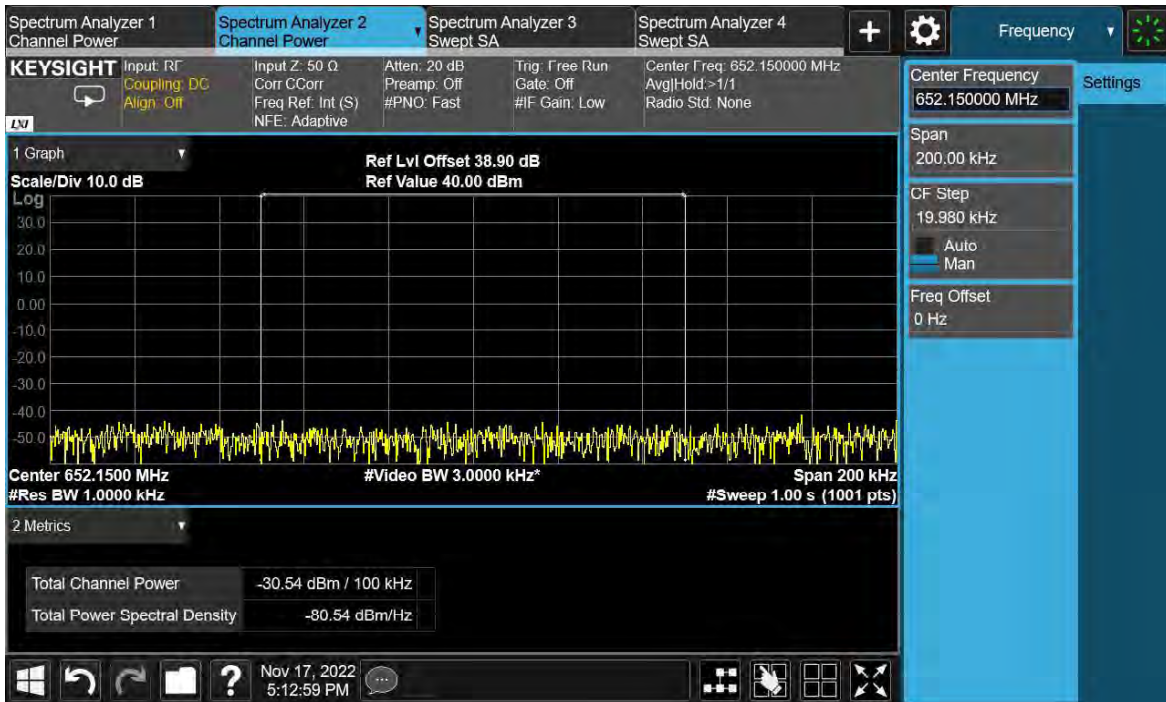 Spectrum Analyzer 1
Channel Power
Spectrum Analyzer 2
Channel Power
Spectrum Analyzer 3
Swept SA
Spectrum Analyzer 4
Swept SA
+
Frequency
KEYSIGHT
LXI
Input: RF
Coupling: DC
Align: Off
Input Z: 50 Ω
Corr CCorr
Freq Ref: Int (S)
NFE: Adaptive
Atten: 20 dB
Preamp: Off
#PNO: Fast
Trig: Free Run
Gate: Off
#IF Gain: Low
Center Freq: 652.150000 MHz
Avg|Hold:>1/1
Radio Std: None
Center Frequency
652.150000 MHz
Settings
Span
200.00 kHz
CF Step
19.980 kHz
Auto
Man
Freq Offset
0 Hz
1 Graph
Scale/Div 10.0 dB
Ref Lvl Offset 38.90 dB
Ref Value 40.00 dBm
Log
30.0
20.0
10.0
0.00
-10.0
-20.0
-30.0
-40.0
-50.0
Center 652.1500 MHz
#Video BW 3.0000 kHz*
Span 200 kHz
#Res BW 1.0000 kHz
#Sweep 1.00 s (1001 pts)
2 Metrics
Total Channel Power -30.54 dBm / 100 kHz
Total Power Spectral Density -80.54 dBm/Hz
?
Nov 17, 2022
5:12:59 PM